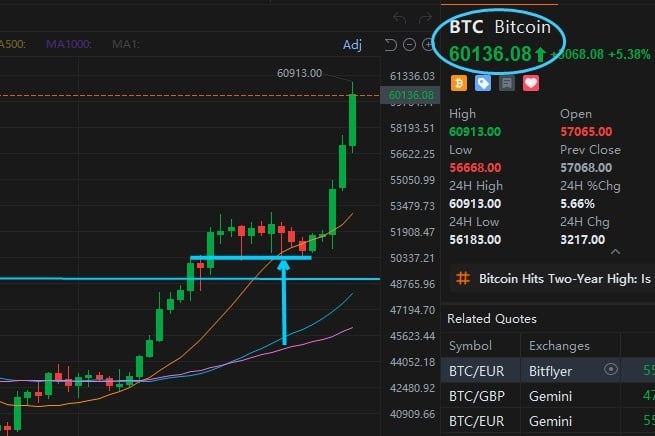 A500: MA1000: MA1:
Adj
60913.00
61336.03
60136.08
58193.51
56622.25
55050.99
53479.73
51908.47
50337.21
48765.96
47194.70
45623.44
44052.18
42480.92
40909.66
BTC Bitcoin
60136.08 +3068.08 +5.38%
High Open
60913.00 57065.00
Low Prev Close
56668.00 57068.00
24H High 24H %Chg
60913.00 5.66%
24H Low 24H Chg
56183.00 3217.00
# Bitcoin Hits Two-Year High: Is
Related Quotes
Symbol Exchanges
BTC/EUR Bitflyer 55
BTC/GBP Gemini 47
BTC/EUR Gemini 55